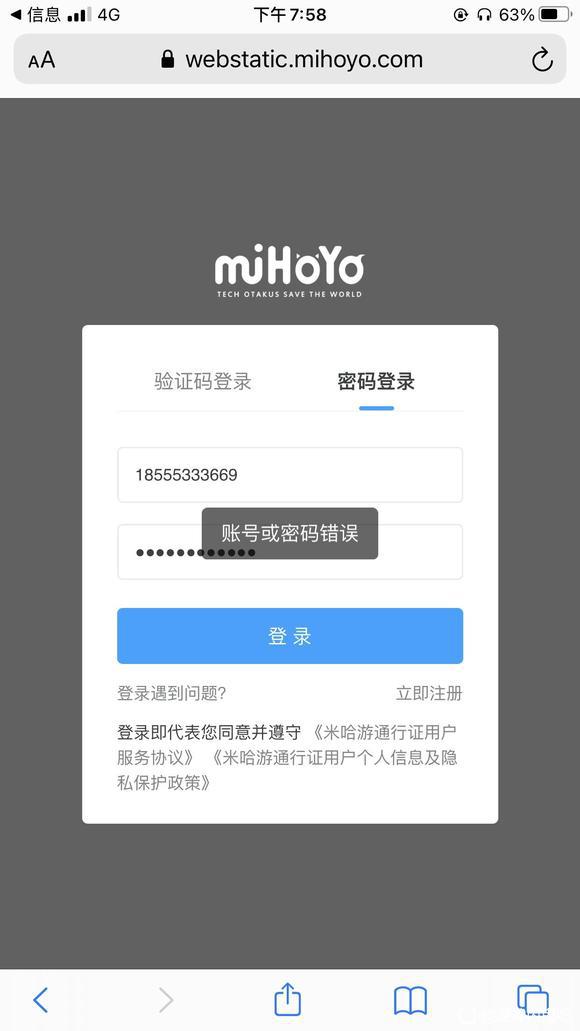 信息 4G 下午7:58 63%
AA webstatic.mihoyo.com
miHoYo
TECH OTAKUS SAVE THE WORLD
验证码登录 密码登录
18555333669
账号或密码错误
登录
登录遇到问题? 立即注册
登录即代表您同意并遵守《米哈游通行证用户
服务协议》《米哈游通行证用户个人信息及隐
私保护政策》